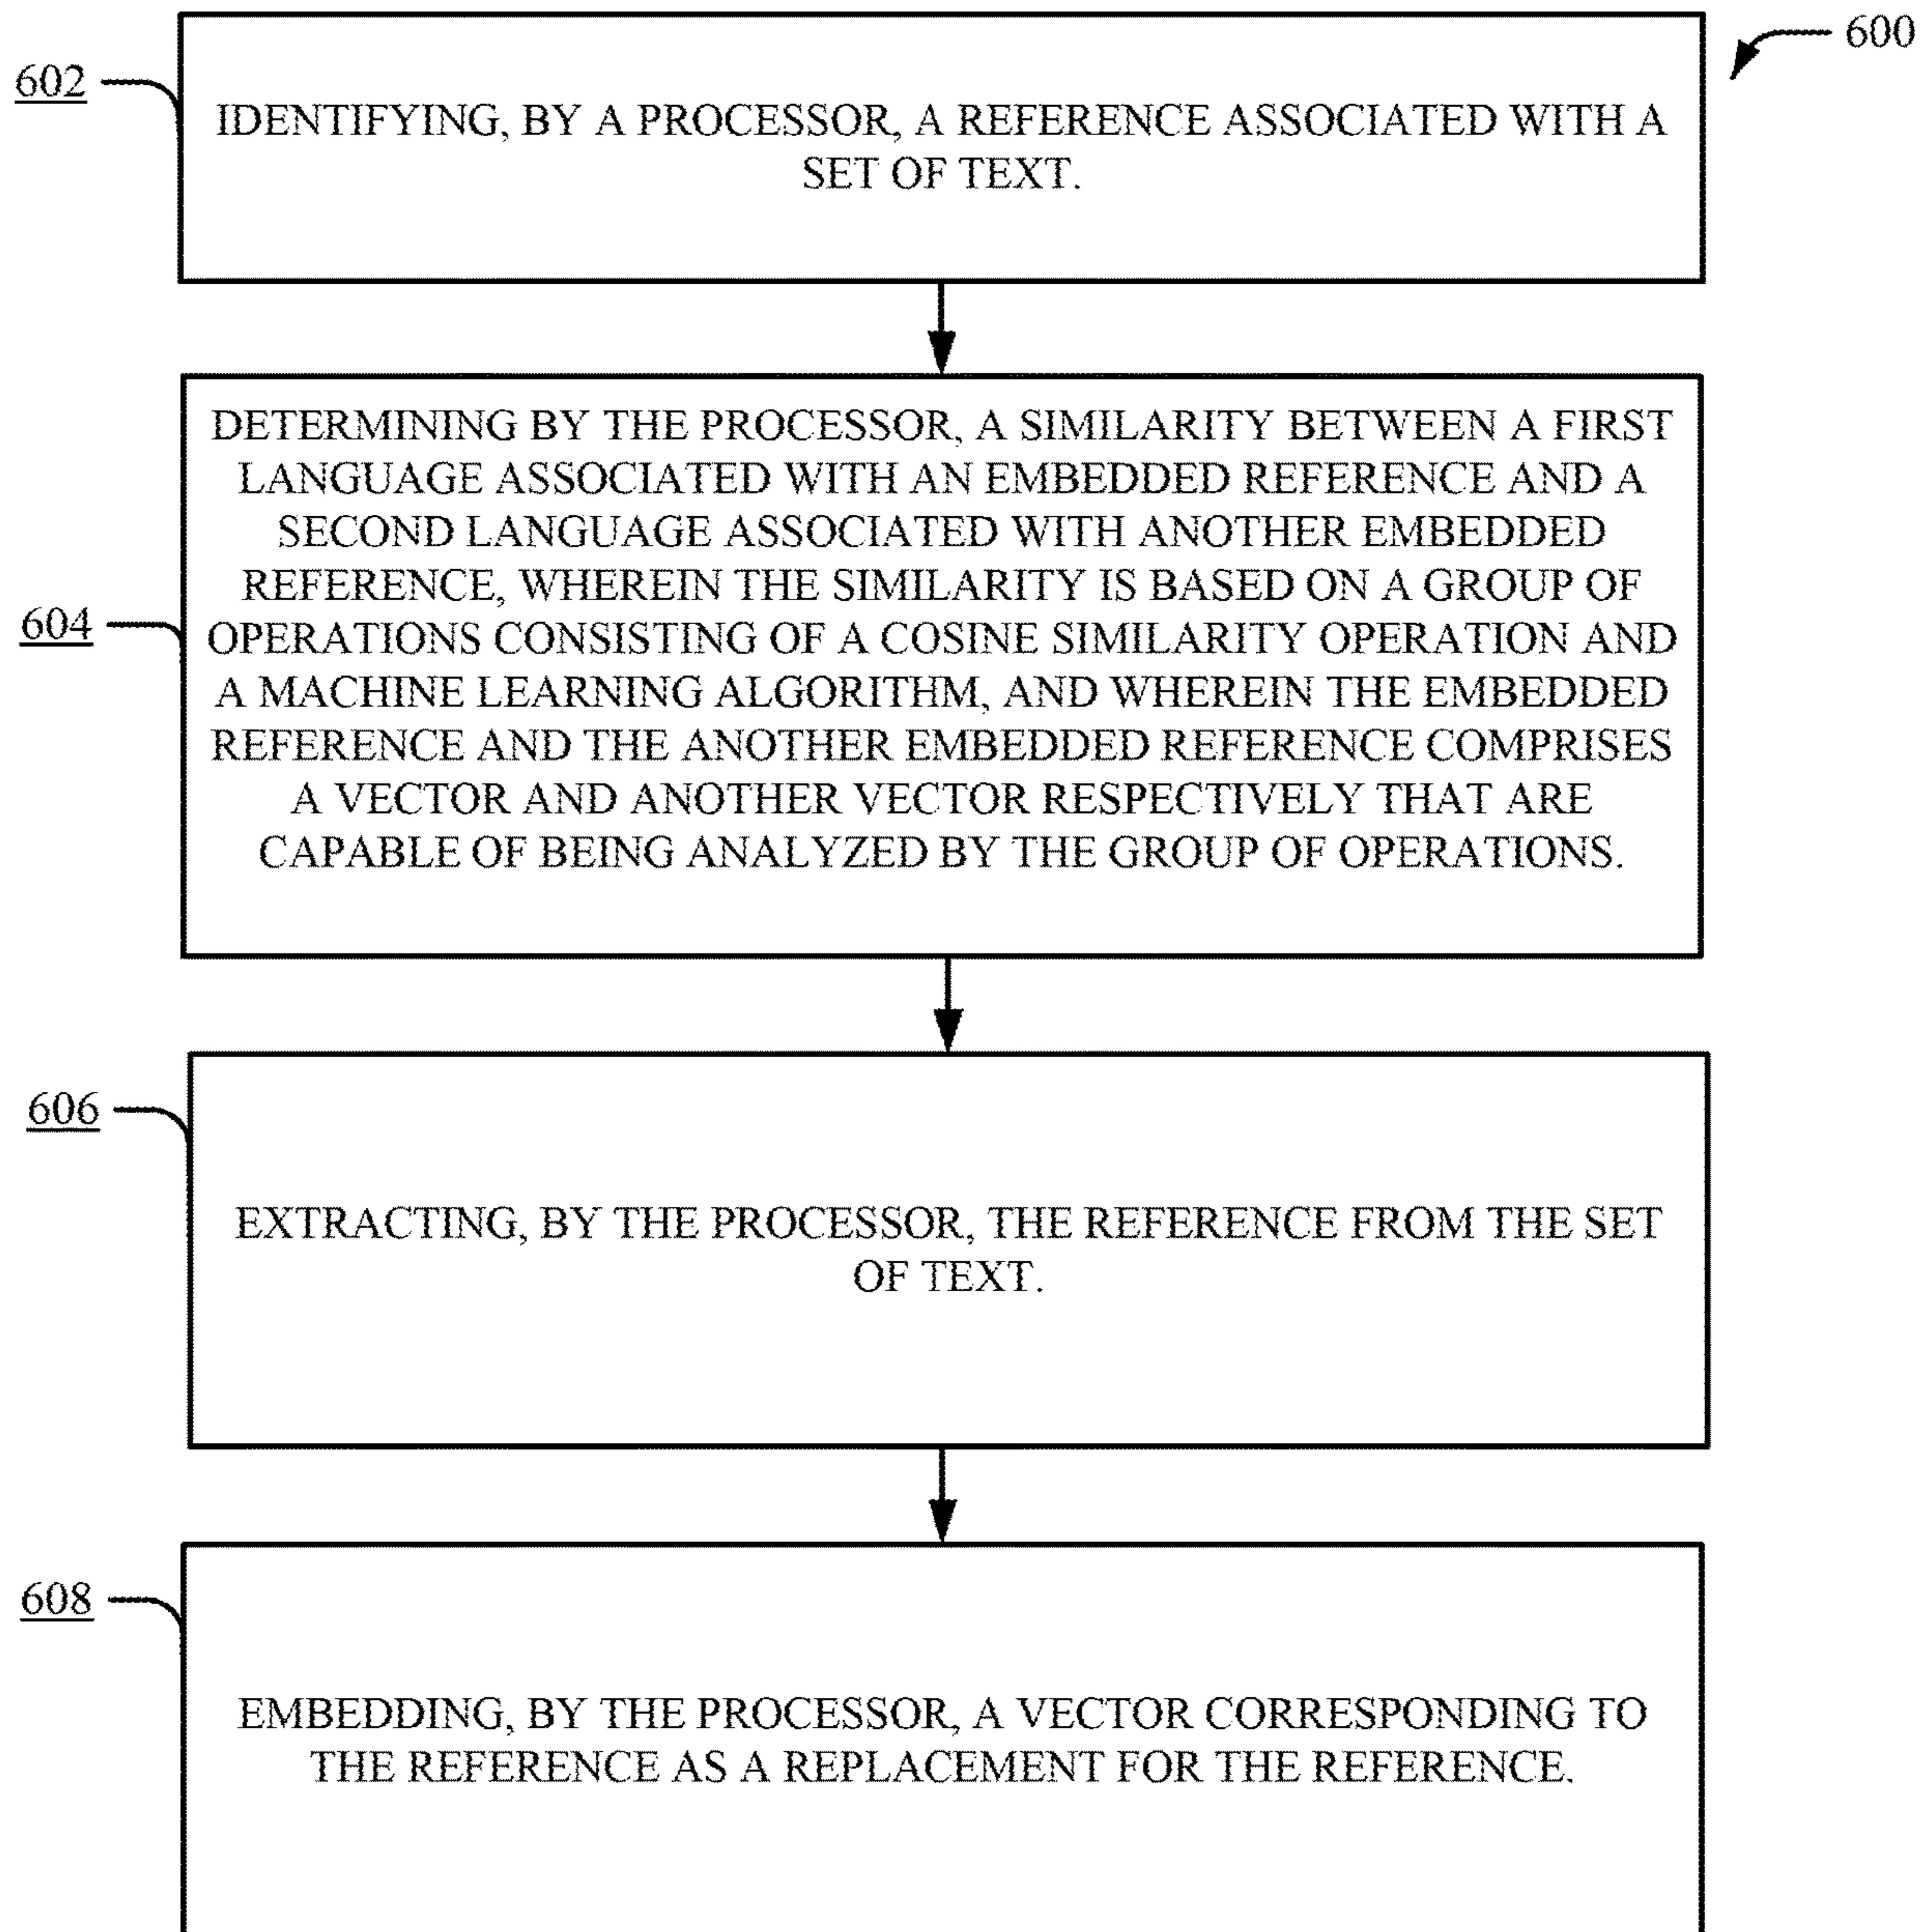 600
602
IDENTIFYING, BY A PROCESSOR, A REFERENCE ASSOCIATED WITH A
SET OF TEXT.
604
DETERMINING BY THE PROCESSOR, A SIMILARITY BETWEEN A FIRST
LANGUAGE ASSOCIATED WITH AN EMBEDDED REFERENCE AND A
SECOND LANGUAGE ASSOCIATED WITH ANOTHER EMBEDDED
REFERENCE, WHEREIN THE SIMILARITY IS BASED ON A GROUP OF
OPERATIONS CONSISTING OF A COSINE SIMILARITY OPERATION AND
A MACHINE LEARNING ALGORITHM, AND WHEREIN THE EMBEDDED
REFERENCE AND THE ANOTHER EMBEDDED REFERENCE COMPRISES
A VECTOR AND ANOTHER VECTOR RESPECTIVELY THAT ARE
CAPABLE OF BEING ANALYZED BY THE GROUP OF OPERATIONS.
606
EXTRACTING, BY THE PROCESSOR, THE REFERENCE FROM THE SET
OF TEXT.
608
EMBEDDING, BY THE PROCESSOR, A VECTOR CORRESPONDING TO
THE REFERENCE AS A REPLACEMENT FOR THE REFERENCE.